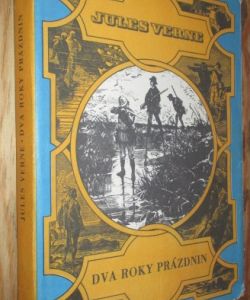 JULES VERNE
DVA ROKY PRÁZDNIN
JULES VERNE • DVA ROKY PRÁZDNIN